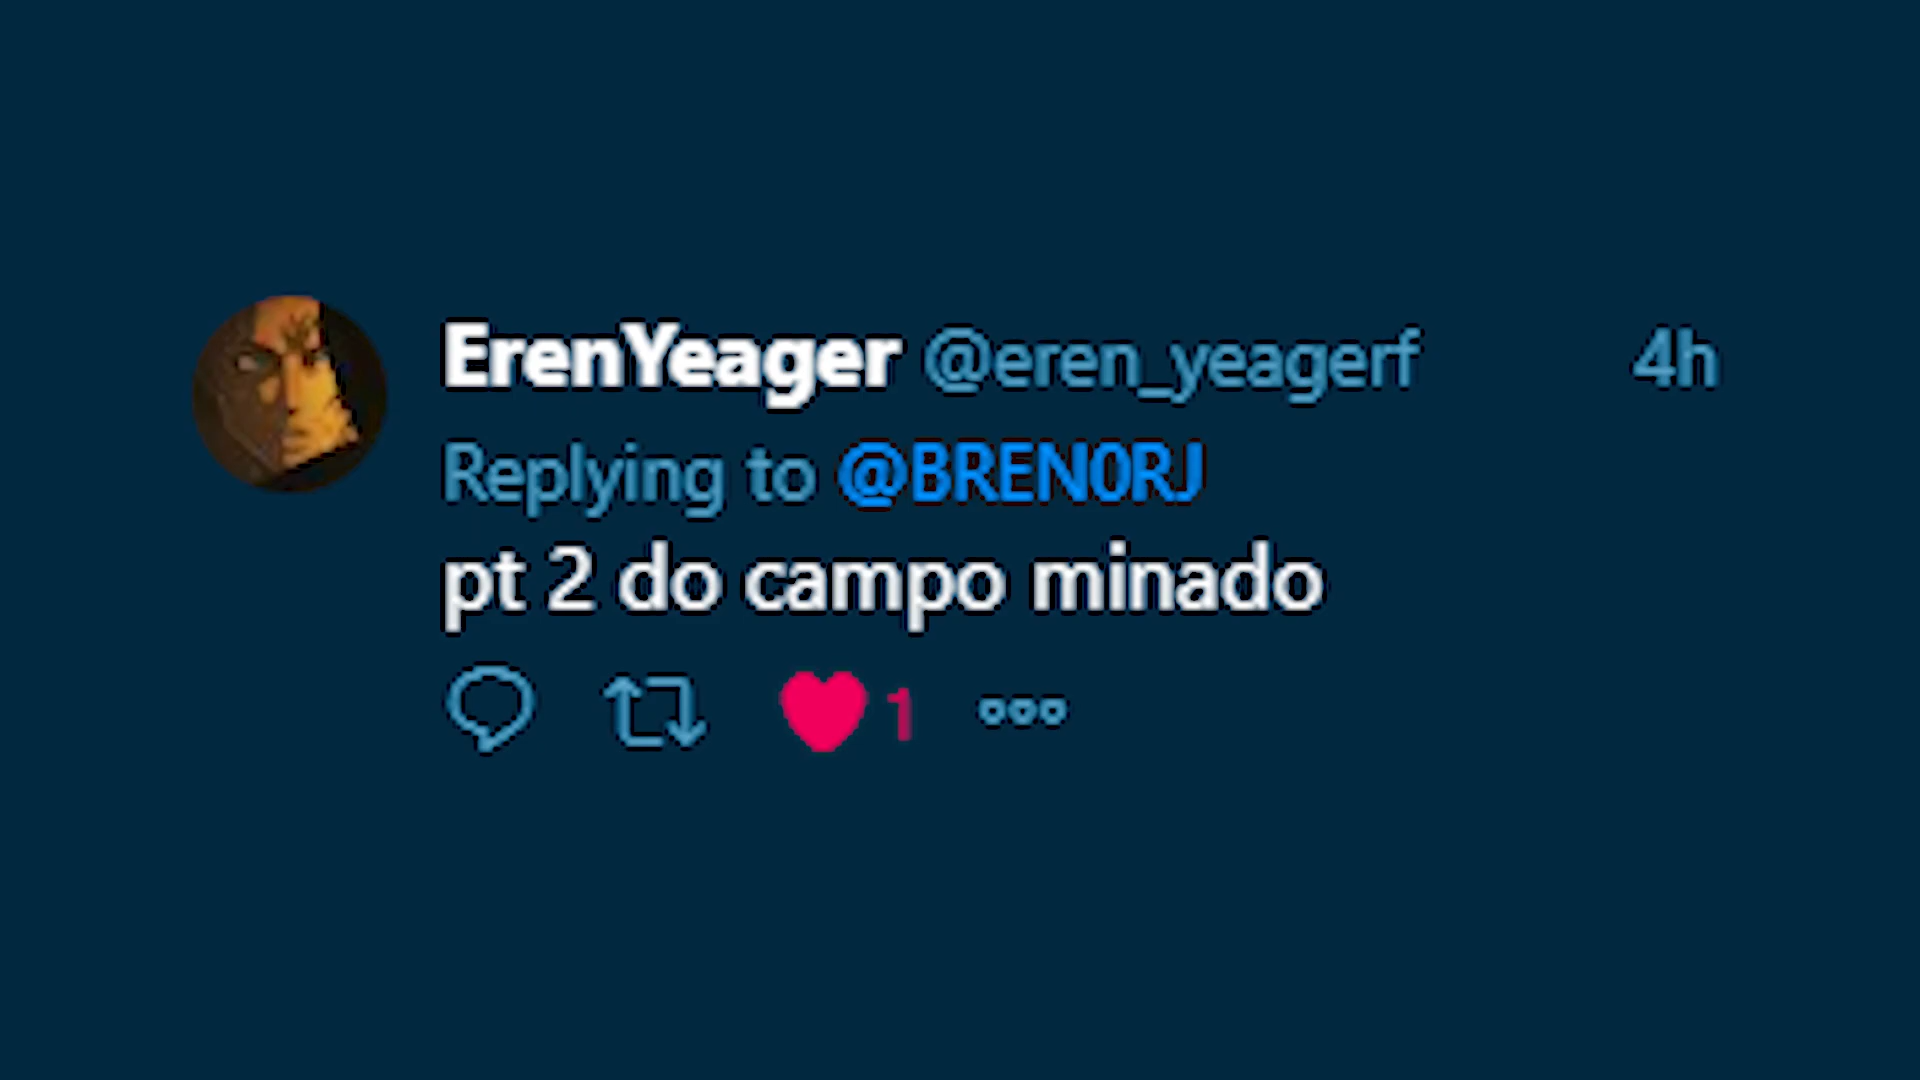 ErenYeager @eren_yeagerf 4h
Replying to @BREN0RJ
pt 2 do campo minado
1